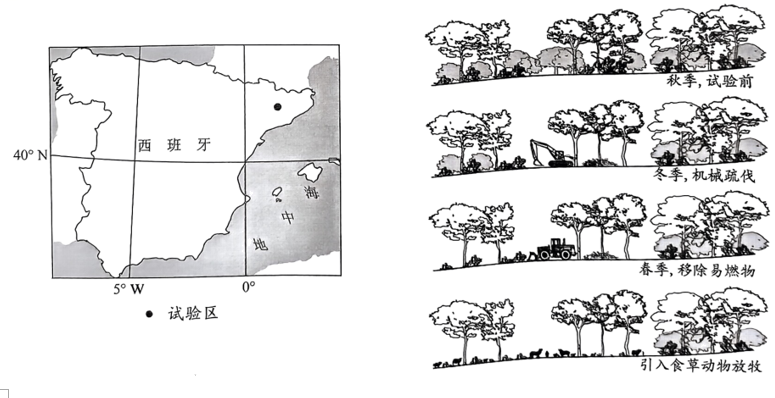 40° N
西班牙
地中海
5° W
0°
● 试验区
秋季，试验前
冬季，机械疏伐
春季，移除易燃物
引入食草动物放牧